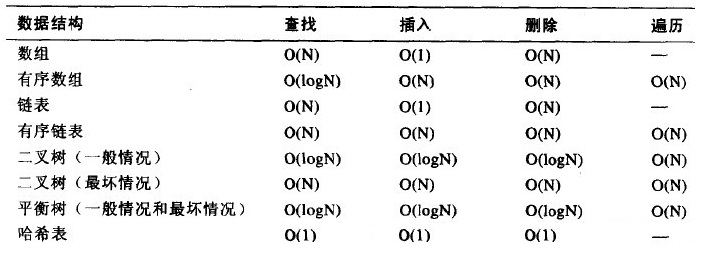 数据结构 查找 插入 删除 遍历
数组 O(N) O(1) O(N) —
有序数组 O(logN) O(N) O(N) O(N)
链表 O(N) O(1) O(N) —
有序链表 O(N) O(N) O(N) O(N)
二叉树（一般情况） O(logN) O(logN) O(logN) O(N)
二叉树（最坏情况） O(N) O(N) O(N) O(N)
平衡树（一般情况和最坏情况） O(logN) O(logN) O(logN) O(N)
哈希表 O(1) O(1) O(1) —